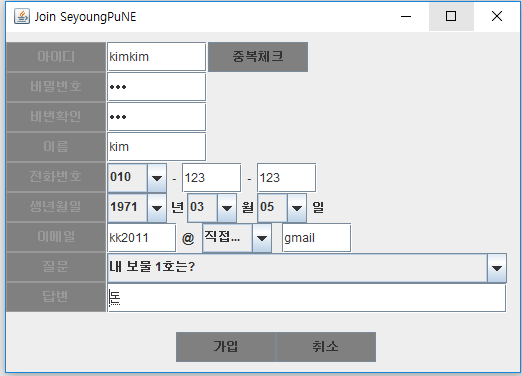 Join SeyoungPuNE
아이디 kimkim 중복체크
비밀번호 •••
비번확인 •••
이름 kim
전화번호 010 - 123 - 123
생년월일 1971 년 03 월 05 일
이메일 kk2011 @ 직접... gmail
질문 내 보물 1호는?
답변 돈
가입 취소